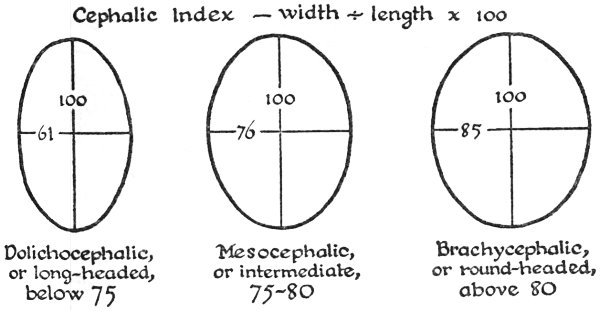 Cephalic Index — width ÷ length x 100
100
61
100
76
100
85
Dolichocephalic,
or long-headed,
below 75
Mesocephalic,
or intermediate,
75-80
Brachycephalic,
or round-headed,
above 80